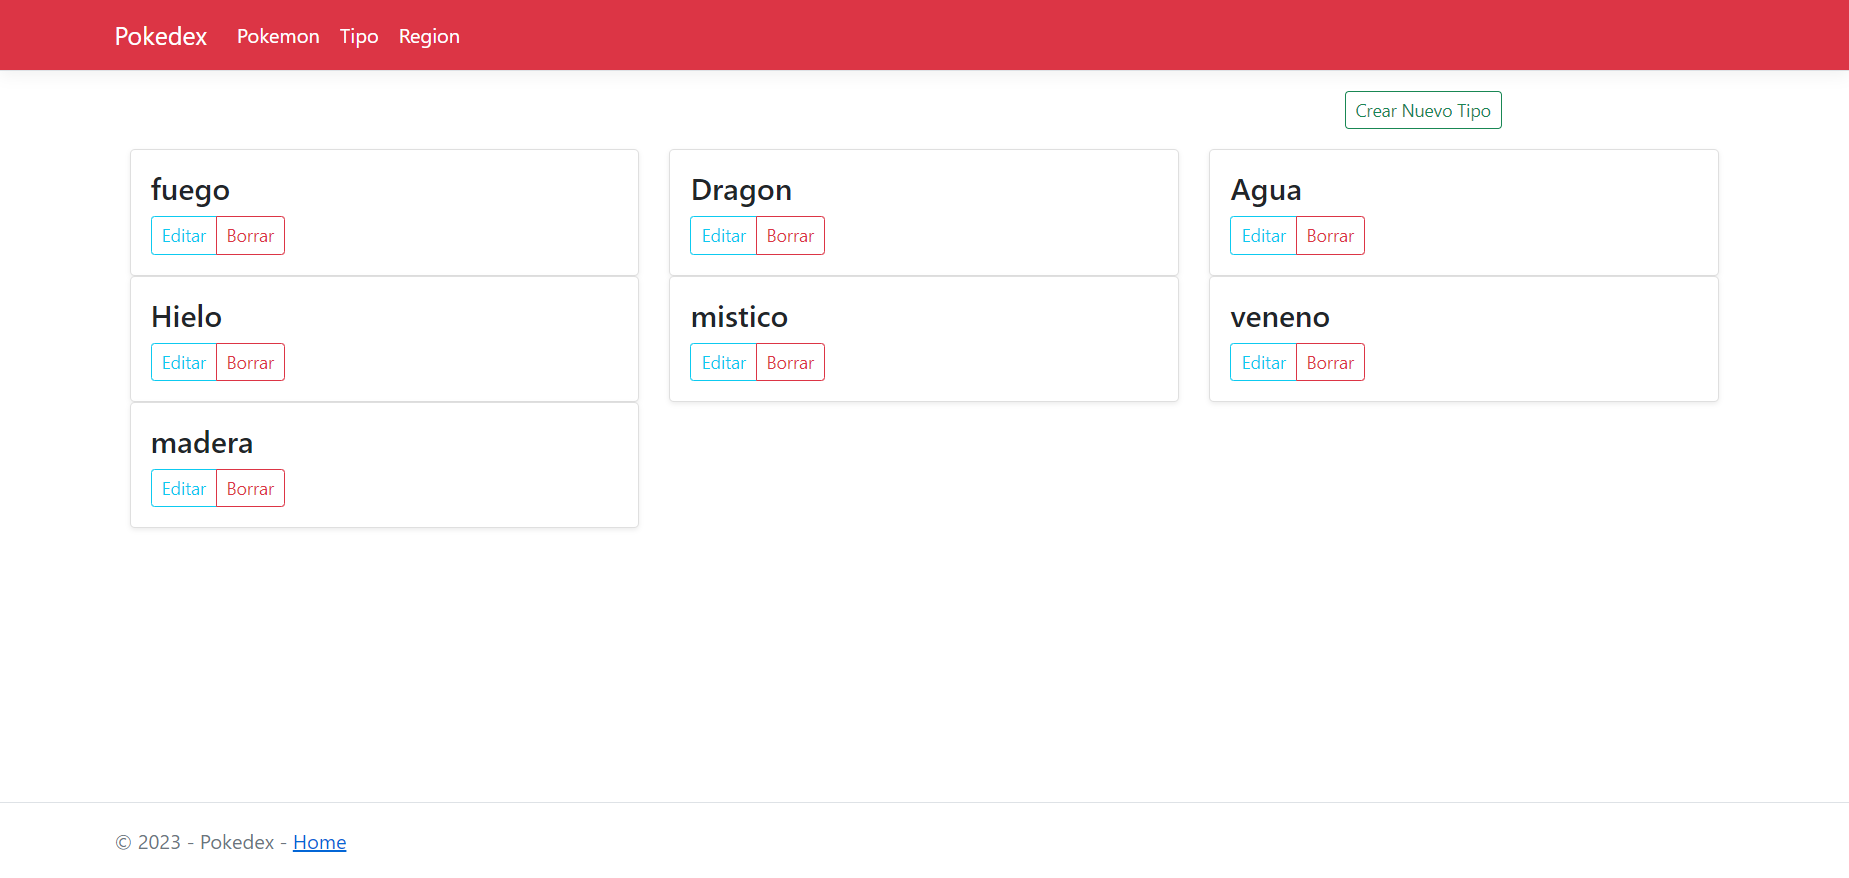 Pokedex Pokemon Tipo Region
Crear Nuevo Tipo
fuego
Editar Borrar
Dragon
Editar Borrar
Agua
Editar Borrar
Hielo
Editar Borrar
mistico
Editar Borrar
veneno
Editar Borrar
madera
Editar Borrar
© 2023 - Pokedex - Home